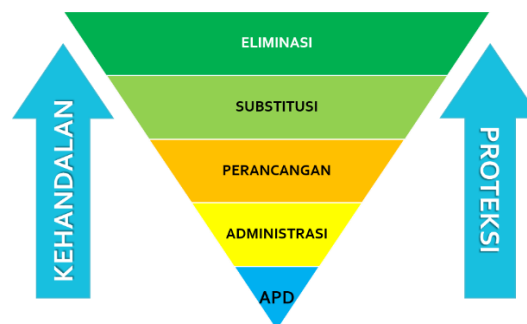 ELIMINASI
SUBSTITUSI
PERANCANGAN
ADMINISTRASI
APD
KEHANDALAN
PROTEKSI